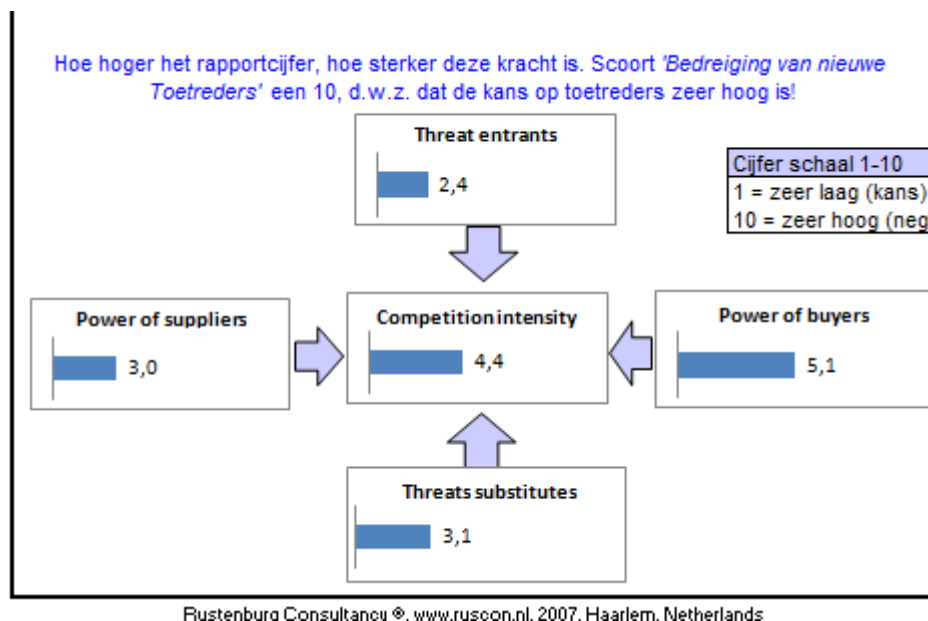 Hoe hoger het rapportcijfer, hoe sterker deze kracht is. Scoort 'Bedreiging van nieuwe
Toetreders' een 10, d.w.z. dat de kans op toetreders zeer hoog is!
Threat entrants
2,4
Cijfer schaal 1-10
1 = zeer laag (kans)
10 = zeer hoog (neg
Power of suppliers
3,0
Competition intensity
4,4
Power of buyers
5,1
Threats substitutes
3,1
Rustenburg Consultancy ®, www.ruscon.nl, 2007, Haarlem, Netherlands